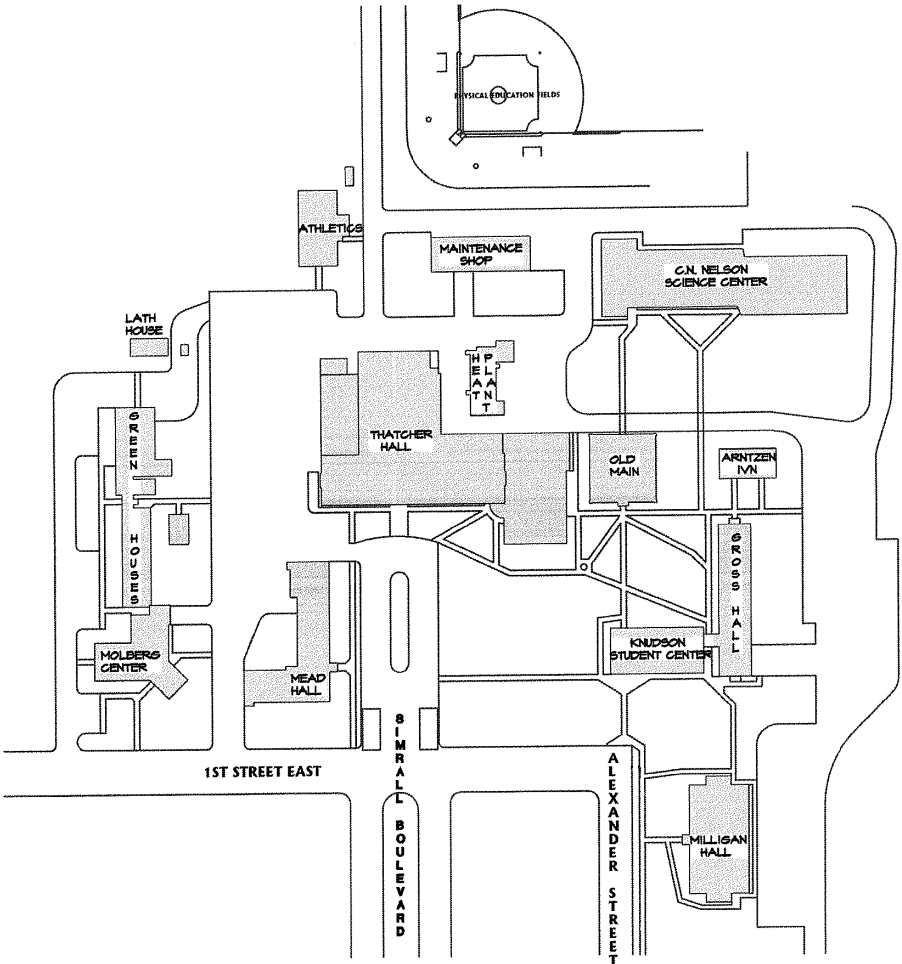 PHYSICAL EDUCATION FIELDS
ATHLETICS
MAINTENANCE
SHOP
C.N. NELSON
SCIENCE CENTER
LATH
HOUSE
HEAT
PLANT
THATCHER
HALL
GREEN
HOUSES
OLD
MAIN
ARNTZEN
IVN
GROSS HALL
KNUDSON
STUDENT CENTER
MOLBERG
CENTER
MEAD
HALL
SIMRALL BOULEVARD
1ST STREET EAST
ALEXANDER STREET
MILLIGAN
HALL